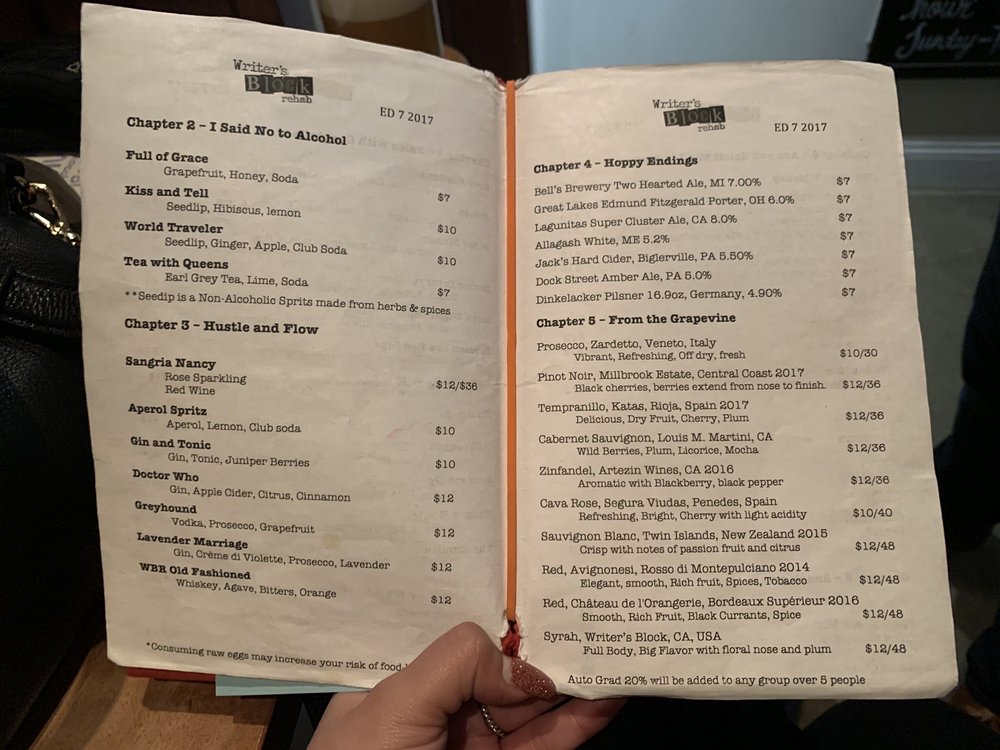 Writer's
Block
rehab
ED 7 2017
Chapter 2 – I Said No to Alcohol
Full of Grace
Grapefruit, Honey, Soda
$7
Kiss and Tell
Seedlip, Hibiscus, lemon
$10
World Traveler
Seedlip, Ginger, Apple, Club Soda
$10
Tea with Queens
Earl Grey Tea, Lime, Soda
$7
**Seedip is a Non-Alcoholic Sprits made from herbs & spices
Chapter 3 – Hustle and Flow
Sangria Nancy
Rose Sparkling
$12/$36
Red Wine
Aperol Spritz
Aperol, Lemon, Club soda
$10
Gin and Tonic
Gin, Tonic, Juniper Berries
$10
Doctor Who
Gin, Apple Cider, Citrus, Cinnamon
$12
Greyhound
Vodka, Prosecco, Grapefruit
$12
Lavender Marriage
Gin, Crème di Violette, Prosecco, Lavender
$12
WBR Old Fashioned
Whiskey, Agave, Bitters, Orange
$12
*Consuming raw eggs may increase your risk of food-
Writer's
Block
rehab
ED 7 2017
Chapter 4 – Hoppy Endings
Bell's Brewery Two Hearted Ale, MI 7.00% $7
Great Lakes Edmund Fitzgerald Porter, OH 6.0% $7
Lagunitas Super Cluster Ale, CA 8.0% $7
Allagash White, ME 5.2% $7
Jack's Hard Cider, Biglerville, PA 5.50% $7
Dock Street Amber Ale, PA 5.0% $7
Dinkelacker Pilsner 16.9oz, Germany, 4.90% $7
Chapter 5 – From the Grapevine
Prosecco, Zardetto, Veneto, Italy
Vibrant, Refreshing, Off dry, fresh $10/30
Pinot Noir, Millbrook Estate, Central Coast 2017
Black cherries, berries extend from nose to finish. $12/36
Tempranillo, Katas, Rioja, Spain 2017
Delicious, Dry Fruit, Cherry, Plum $12/36
Cabernet Sauvignon, Louis M. Martini, CA
Wild Berries, Plum, Licorice, Mocha $12/36
Zinfandel, Artezin Wines, CA 2016
Aromatic with Blackberry, black pepper $12/36
Cava Rose, Segura Viudas, Penedes, Spain
Refreshing, Bright, Cherry with light acidity $10/40
Sauvignon Blanc, Twin Islands, New Zealand 2015
Crisp with notes of passion fruit and citrus $12/48
Red, Avignonesi, Rosso di Montepulciano 2014
Elegant, smooth, Rich fruit, Spices, Tobacco $12/48
Red, Château de l'Orangerie, Bordeaux Supérieur 2016
Smooth, Rich Fruit, Black Currants, Spice $12/48
Syrah, Writer's Block, CA, USA
Full Body, Big Flavor with floral nose and plum $12/48
Auto Grad 20% will be added to any group over 5 people
hour